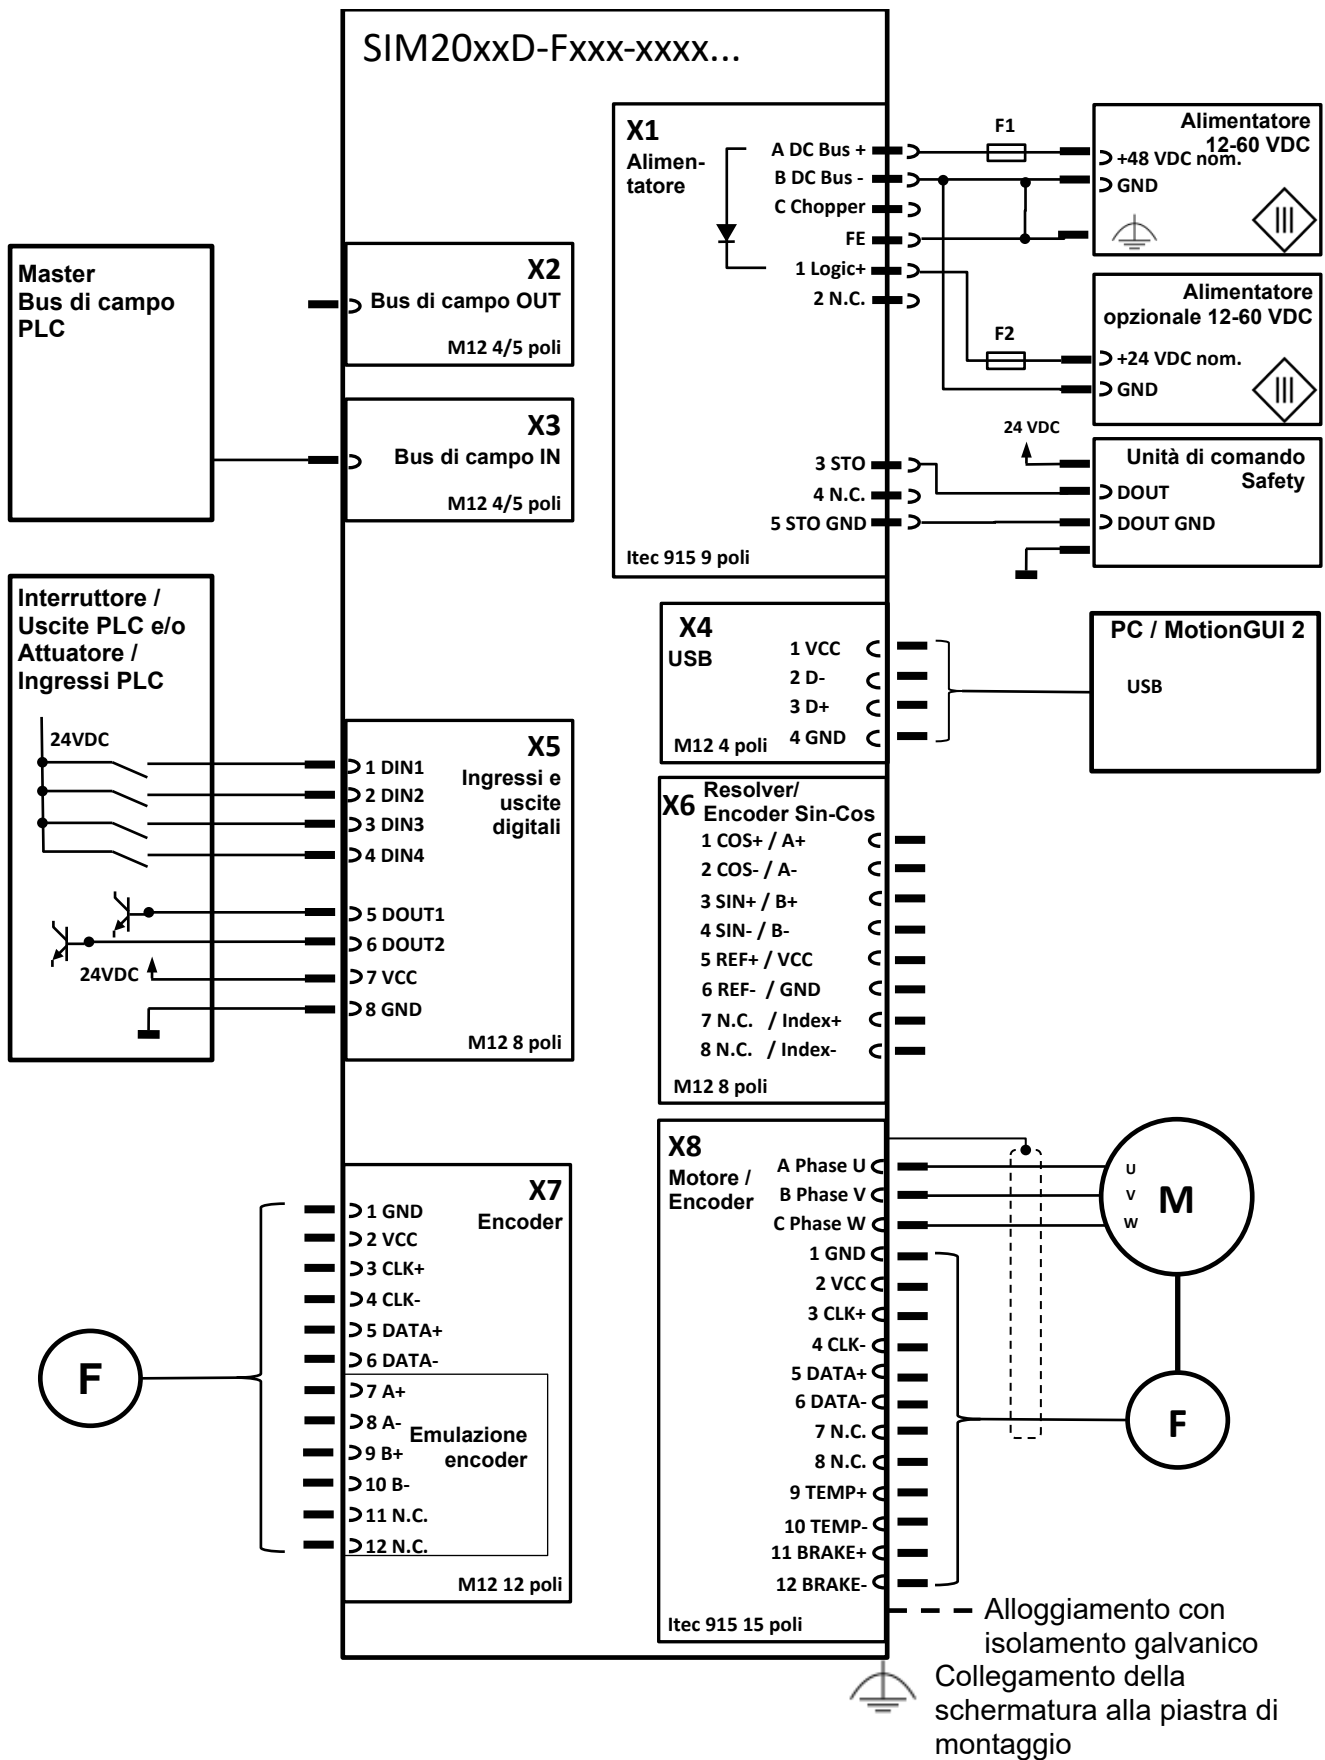 SIM20xxD-Fxxx-xxxx...
X1
Alimen-
tatore
A DC Bus +
B DC Bus -
C Chopper
FE
1 Logic+
2 N.C.
3 STO
4 N.C.
5 STO GND
Itec 915 9 poli
F1
F2
24 VDC
Alimentatore
12-60 VDC
+48 VDC nom.
GND
Alimentatore
opzionale 12-60 VDC
+24 VDC nom.
GND
Unità di comando
Safety
DOUT
DOUT GND
Master
Bus di campo
PLC
X2
Bus di campo OUT
M12 4/5 poli
X3
Bus di campo IN
M12 4/5 poli
Interruttore /
Uscite PLC e/o
Attuatore /
Ingressi PLC
24VDC
24VDC
X5
Ingressi e
uscite
digitali
1 DIN1
2 DIN2
3 DIN3
4 DIN4
5 DOUT1
6 DOUT2
7 VCC
8 GND
M12 8 poli
X4
USB
1 VCC
2 D-
3 D+
4 GND
M12 4 poli
PC / MotionGUI 2
USB
X6
Resolver/
Encoder Sin-Cos
1 COS+ / A+
2 COS- / A-
3 SIN+ / B+
4 SIN- / B-
5 REF+ / VCC
6 REF- / GND
7 N.C. / Index+
8 N.C. / Index-
M12 8 poli
X7
Encoder
1 GND
2 VCC
3 CLK+
4 CLK-
5 DATA+
6 DATA-
7 A+
8 A-
9 B+
10 B-
11 N.C.
12 N.C.
Emulazione
encoder
M12 12 poli
F
X8
Motore /
Encoder
A Phase U
B Phase V
C Phase W
1 GND
2 VCC
3 CLK+
4 CLK-
5 DATA+
6 DATA-
7 N.C.
8 N.C.
9 TEMP+
10 TEMP-
11 BRAKE+
12 BRAKE-
Itec 915 15 poli
U
V
W
M
F
Alloggiamento con
isolamento galvanico
Collegamento della
schermatura alla piastra di
montaggio